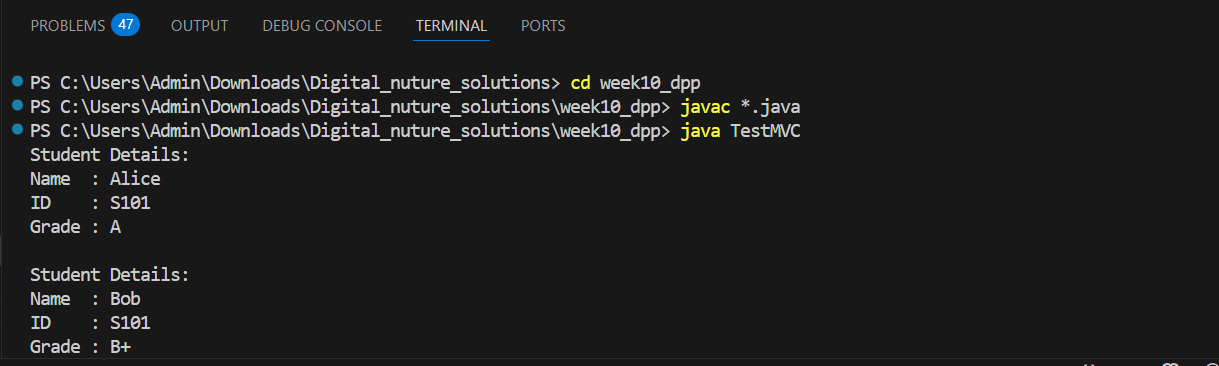 PROBLEMS 47 OUTPUT DEBUG CONSOLE TERMINAL PORTS
PS C:\Users\Admin\Downloads\Digital_nuture_solutions> cd week10_dpp
PS C:\Users\Admin\Downloads\Digital_nuture_solutions\week10_dpp> javac *.java
PS C:\Users\Admin\Downloads\Digital_nuture_solutions\week10_dpp> java TestMVC
Student Details:
Name  : Alice
ID    : S101
Grade : A

Student Details:
Name  : Bob
ID    : S101
Grade : B+